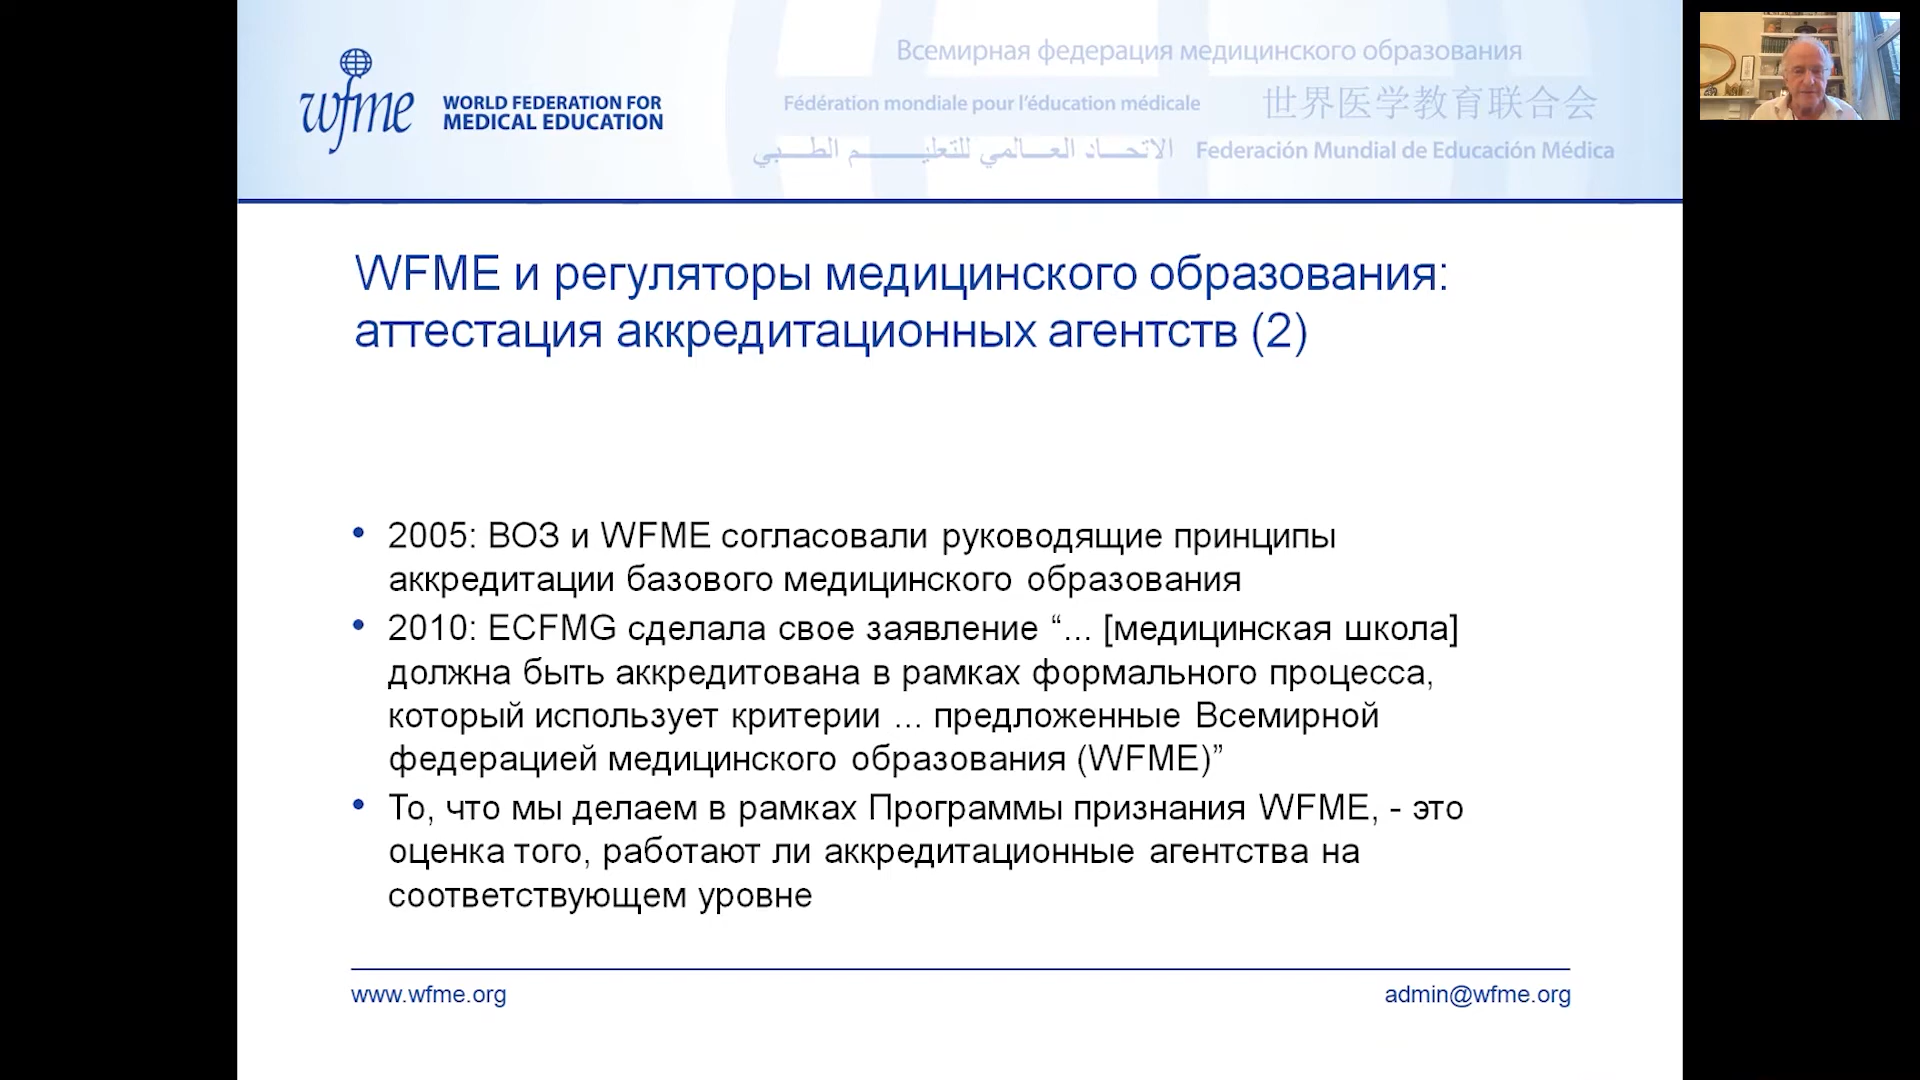 Всемирная федерация медицинского образования
wfme
WORLD FEDERATION FOR
MEDICAL EDUCATION
Fédération mondiale pour l'éducation médicale
世界医学教育联合会
الاتحاد العالمي للتعليم الطبي
Federación Mundial de Educación Médica
WFME и регуляторы медицинского образования:
аттестация аккредитационных агентств (2)
• 2005: ВОЗ и WFME согласовали руководящие принципы
аккредитации базового медицинского образования
• 2010: ECFMG сделала свое заявление “... [медицинская школа]
должна быть аккредитована в рамках формального процесса,
который использует критерии ... предложенные Всемирной
федерацией медицинского образования (WFME)”
• То, что мы делаем в рамках Программы признания WFME, - это
оценка того, работают ли аккредитационные агентства на
соответствующем уровне
www.wfme.org
admin@wfme.org